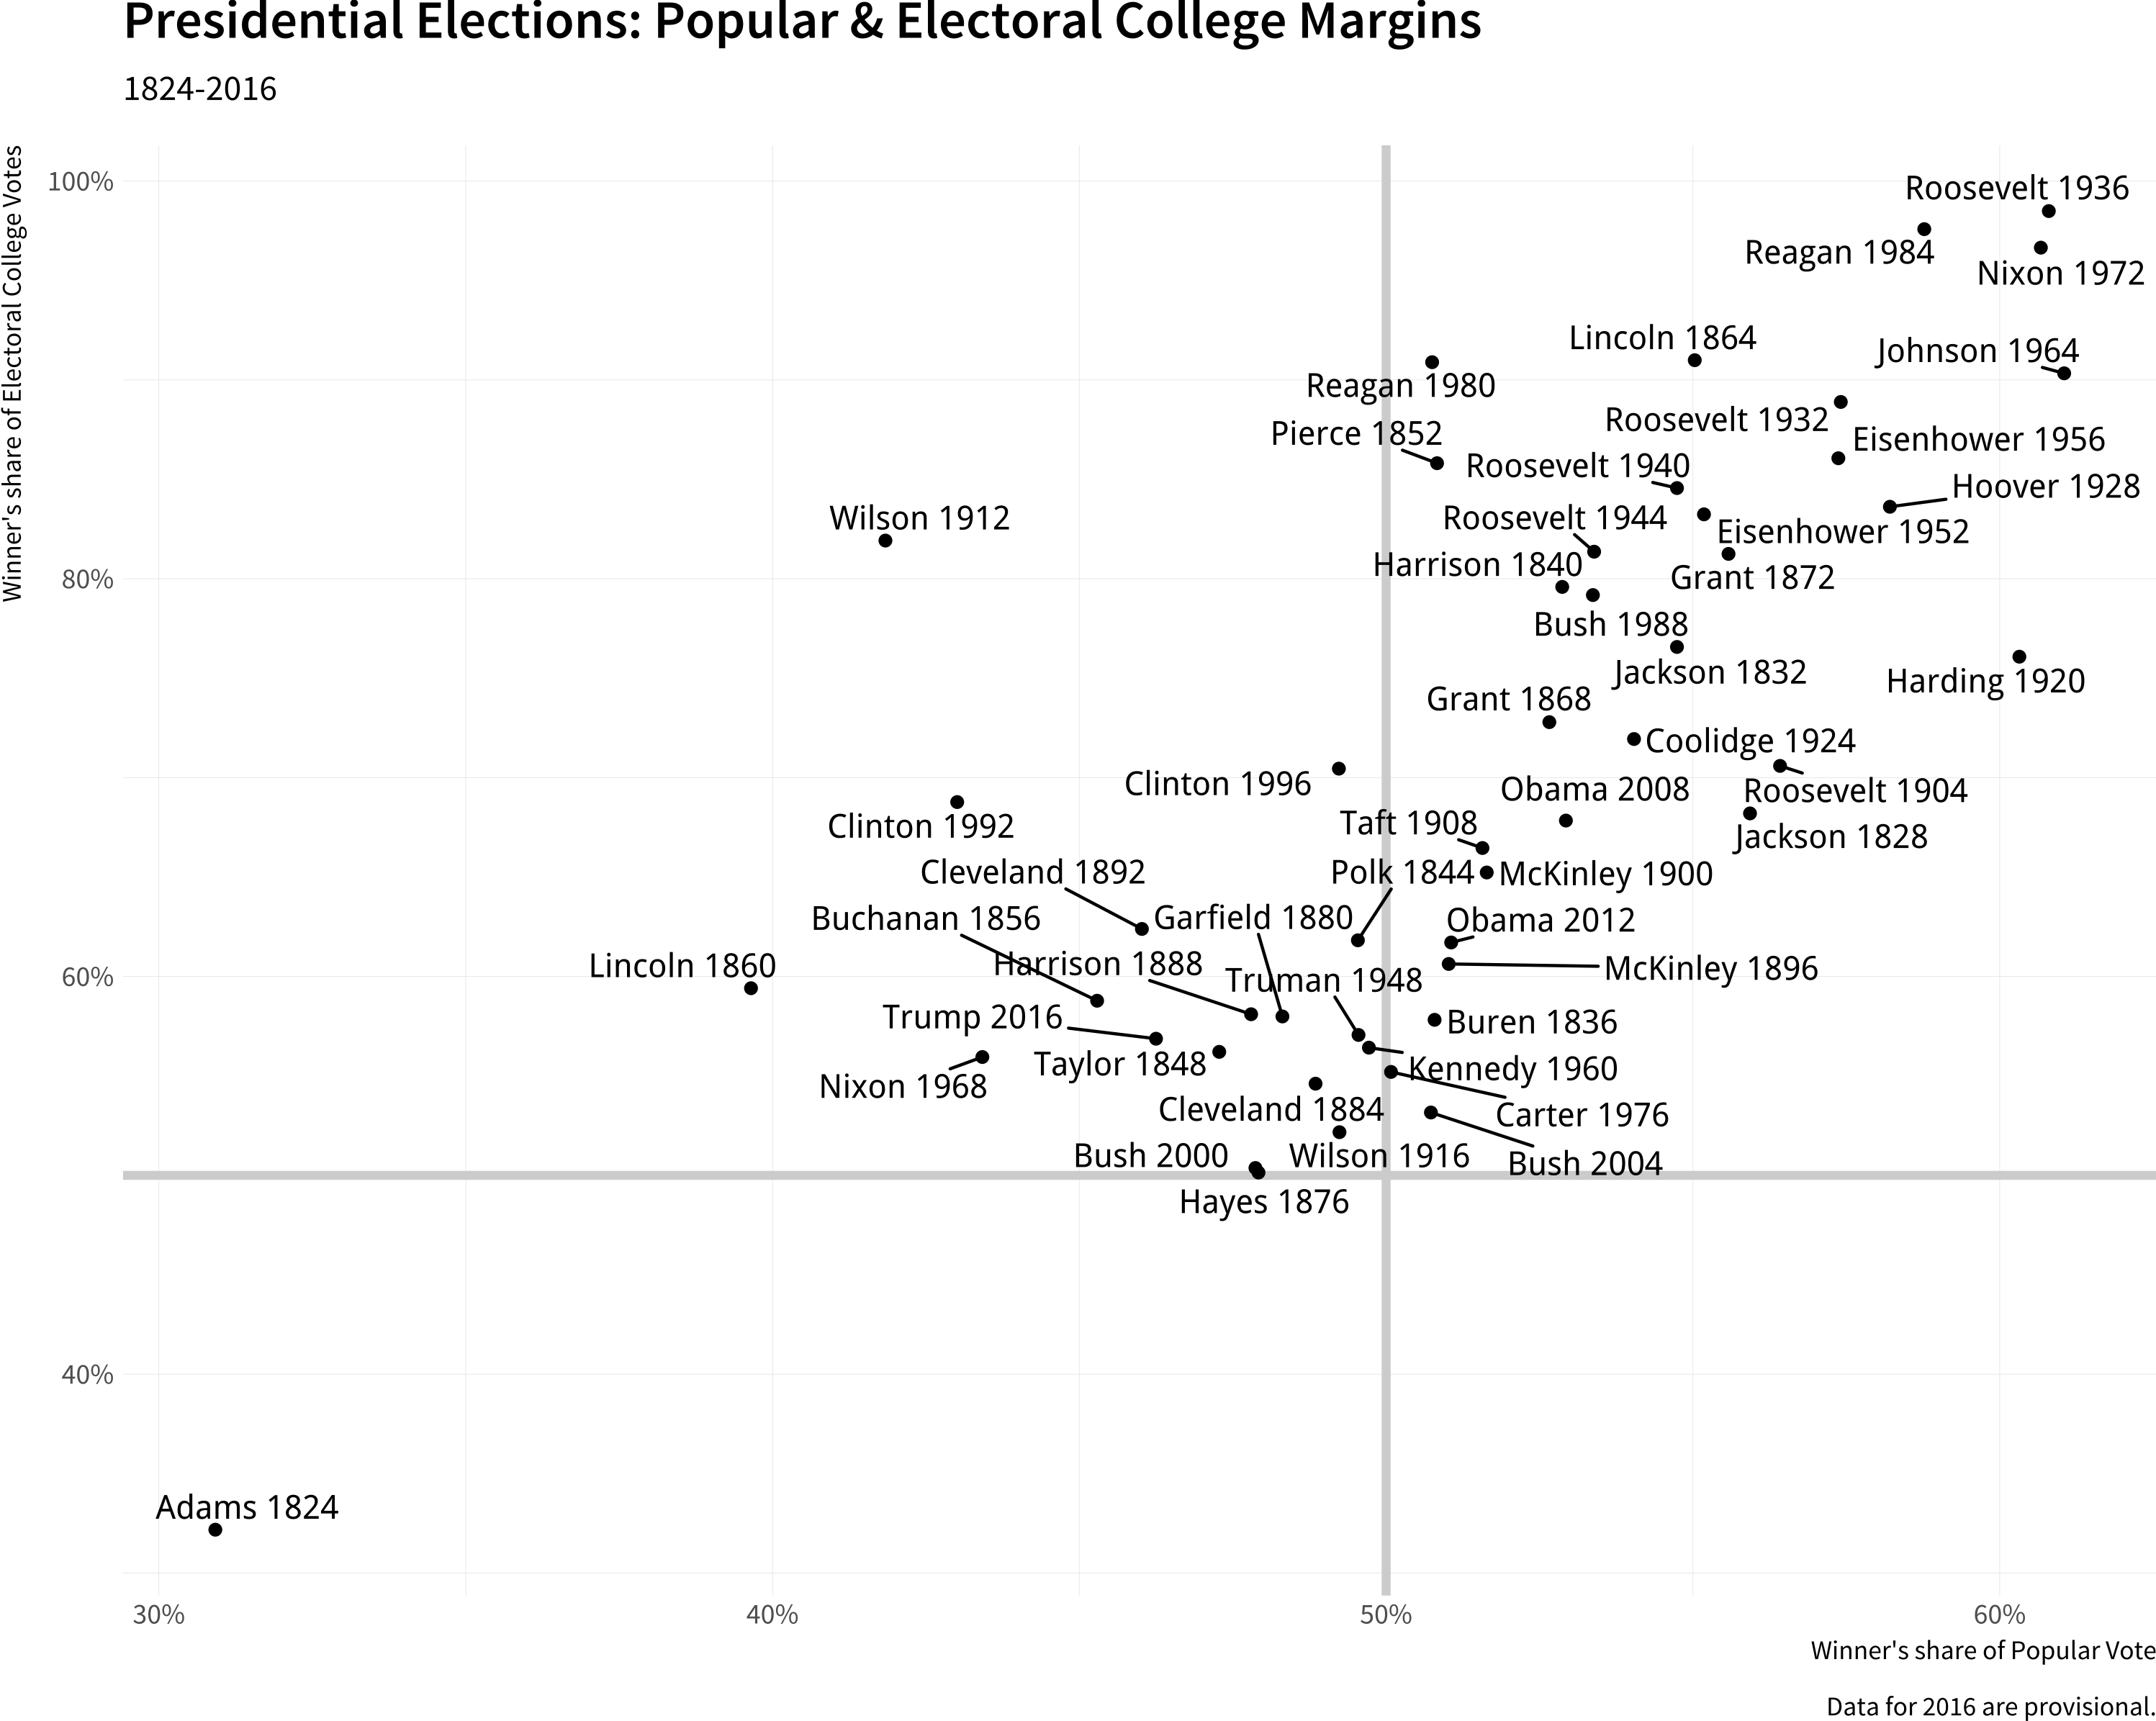 Presidential Elections: Popular & Electoral College Margins
1824-2016
Winner's share of Electoral College Votes
100%
80%
60%
40%
Roosevelt 1936
Reagan 1984
Nixon 1972
Lincoln 1864
Johnson 1964
Reagan 1980
Roosevelt 1932
Pierce 1852
Eisenhower 1956
Roosevelt 1940
Hoover 1928
Wilson 1912
Roosevelt 1944
Eisenhower 1952
Harrison 1840
Grant 1872
Bush 1988
Jackson 1832
Harding 1920
Grant 1868
Coolidge 1924
Clinton 1996
Obama 2008
Roosevelt 1904
Clinton 1992
Taft 1908
Jackson 1828
Cleveland 1892
Polk 1844
McKinley 1900
Buchanan 1856
Garfield 1880
Obama 2012
Lincoln 1860
Harrison 1888
McKinley 1896
Truman 1948
Trump 2016
Buren 1836
Taylor 1848
Kennedy 1960
Nixon 1968
Cleveland 1884
Carter 1976
Bush 2000
Wilson 1916
Bush 2004
Hayes 1876
Adams 1824
30%
40%
50%
60%
Winner's share of Popular Vote
Data for 2016 are provisional.